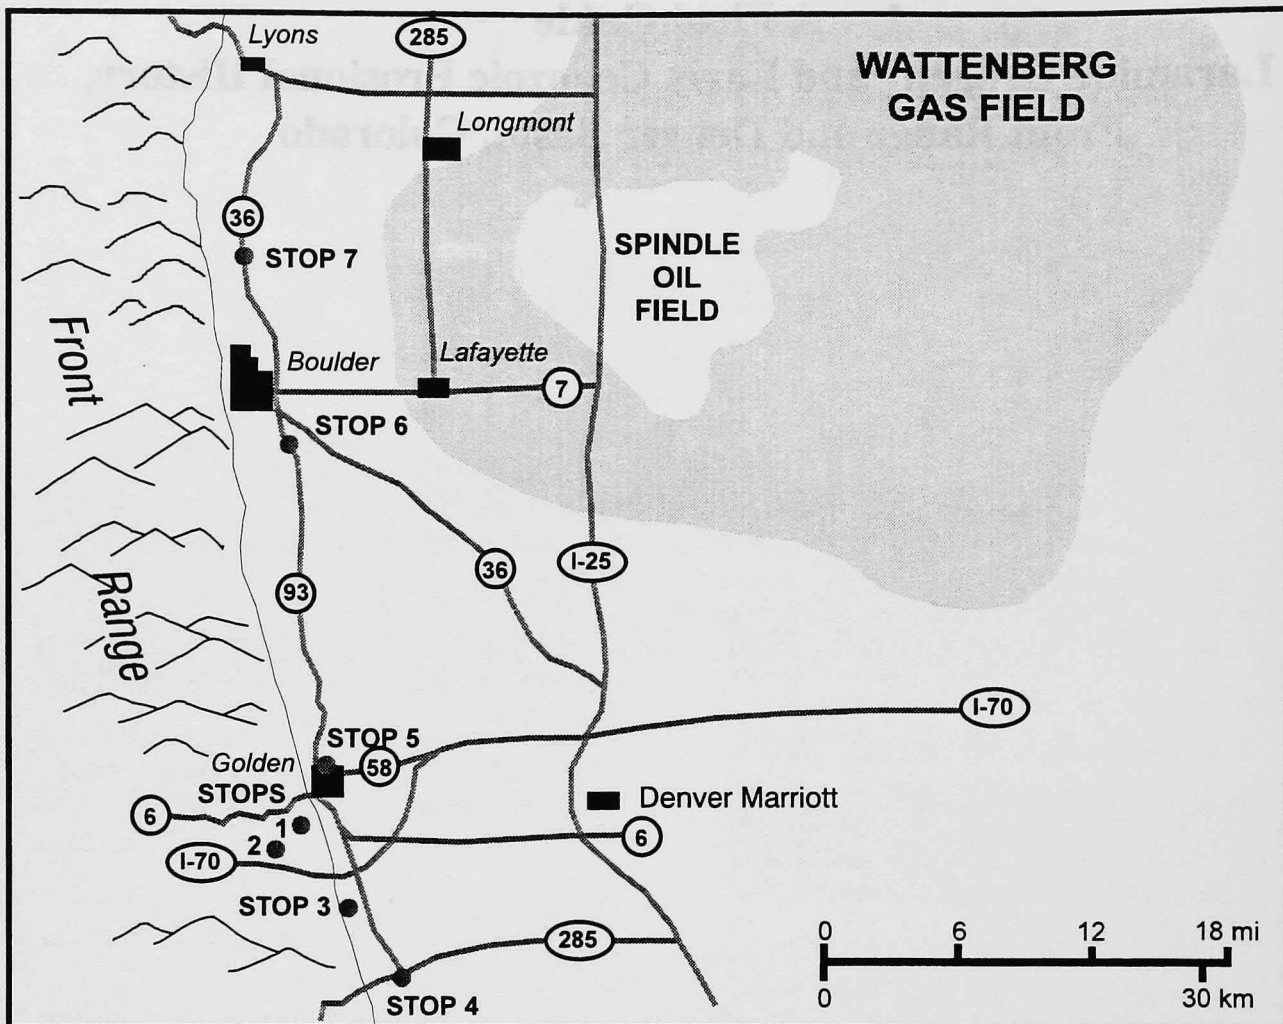 Lyons
285
WATTENBERG
GAS FIELD
Longmont
36
STOP 7
SPINDLE
OIL
FIELD
Front
Boulder
Lafayette
7
STOP 6
36
I-25
93
Range
I-70
STOP 5
Golden
58
STOPS
Denver Marriott
6
1
6
2
I-70
STOP 3
285
STOP 4
0 6 12 18 mi
0 30 km